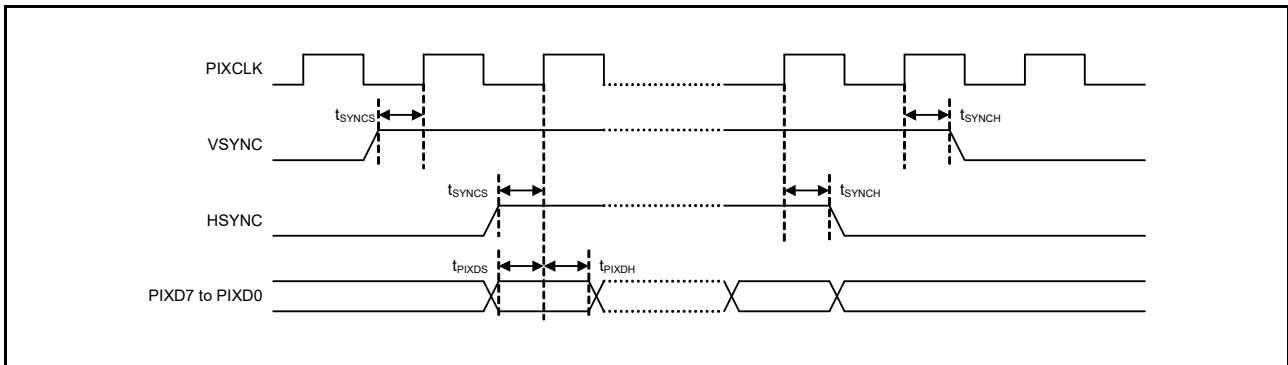 PIXCLK
tSYNCS tSYNCH
VSYNC
tSYNCS tSYNCH
HSYNC
tPIXDS tPIXDH
PIXD7 to PIXD0